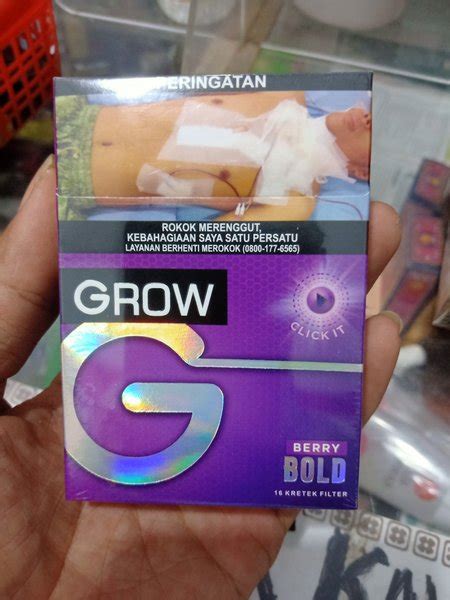 PERINGATAN
ROKOK MERENGGUT,
KEBAHAGIAAN SAYA SATU PERSATU
LAYANAN BERHENTI MEROKOK (0800-177-6565)
GROW
CLICK IT
G
BERRY
BOLD
16 KRETEK FILTER